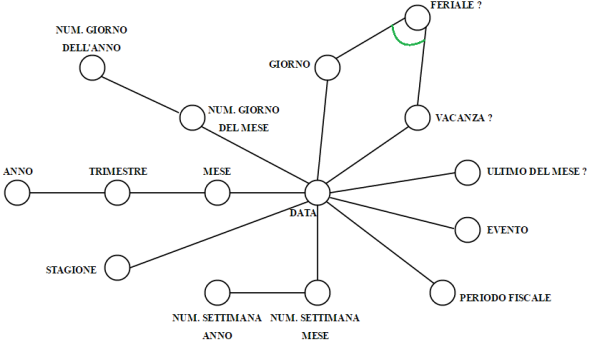 FERIALE ?
NUM. GIORNO
DELL'ANNO
GIORNO
NUM. GIORNO
DEL MESE
VACANZA ?
ANNO
TRIMESTRE
MESE
ULTIMO DEL MESE ?
DATA
EVENTO
STAGIONE
PERIODO FISCALE
NUM. SETTIMANA
ANNO
NUM. SETTIMANA
MESE